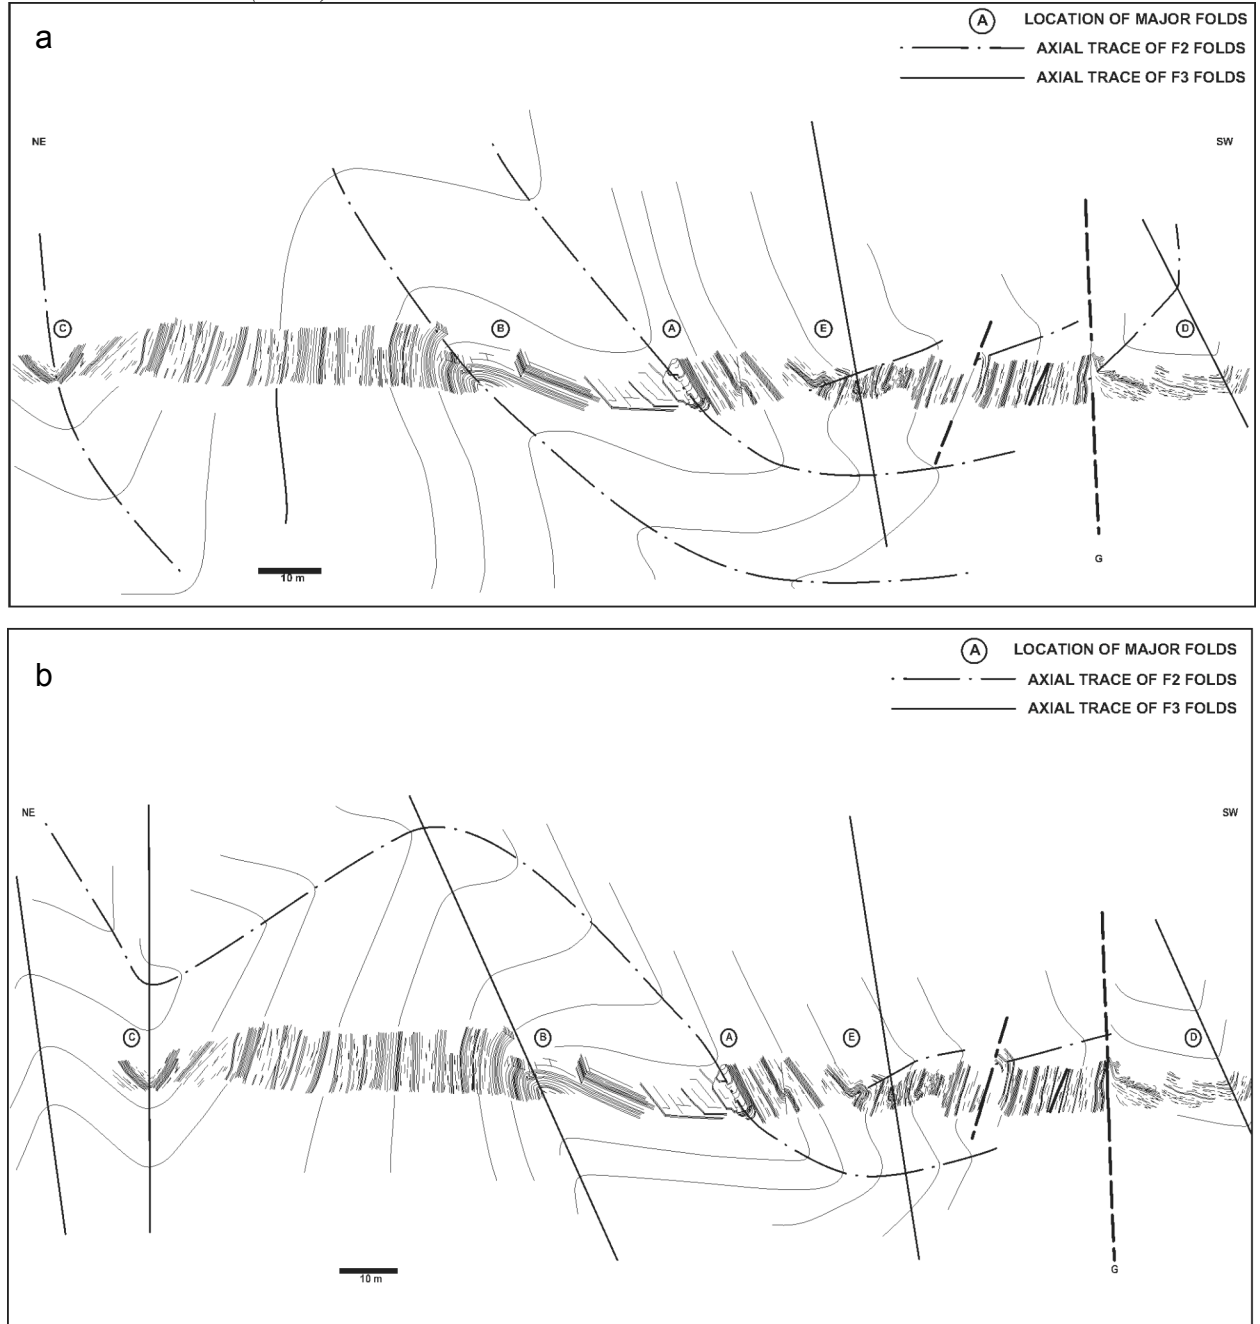 a
A LOCATION OF MAJOR FOLDS
AXIAL TRACE OF F2 FOLDS
AXIAL TRACE OF F3 FOLDS
NE
SW
C
B
A
E
D
10 m
G
b
A LOCATION OF MAJOR FOLDS
AXIAL TRACE OF F2 FOLDS
AXIAL TRACE OF F3 FOLDS
NE
SW
C
B
A
E
D
10 m
G